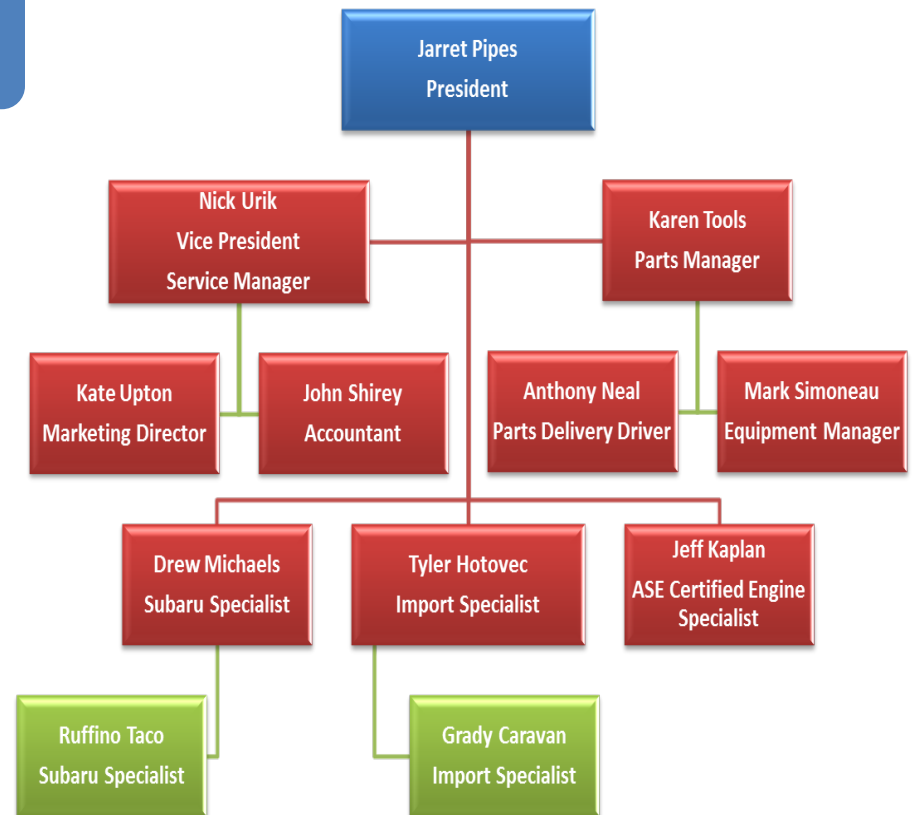 Jarret Pipes
President
Nick Urik
Vice President
Service Manager
Karen Tools
Parts Manager
Kate Upton
Marketing Director
John Shirey
Accountant
Anthony Neal
Parts Delivery Driver
Mark Simoneau
Equipment Manager
Drew Michaels
Subaru Specialist
Tyler Hotovec
Import Specialist
Jeff Kaplan
ASE Certified Engine
Specialist
Ruffino Taco
Subaru Specialist
Grady Caravan
Import Specialist